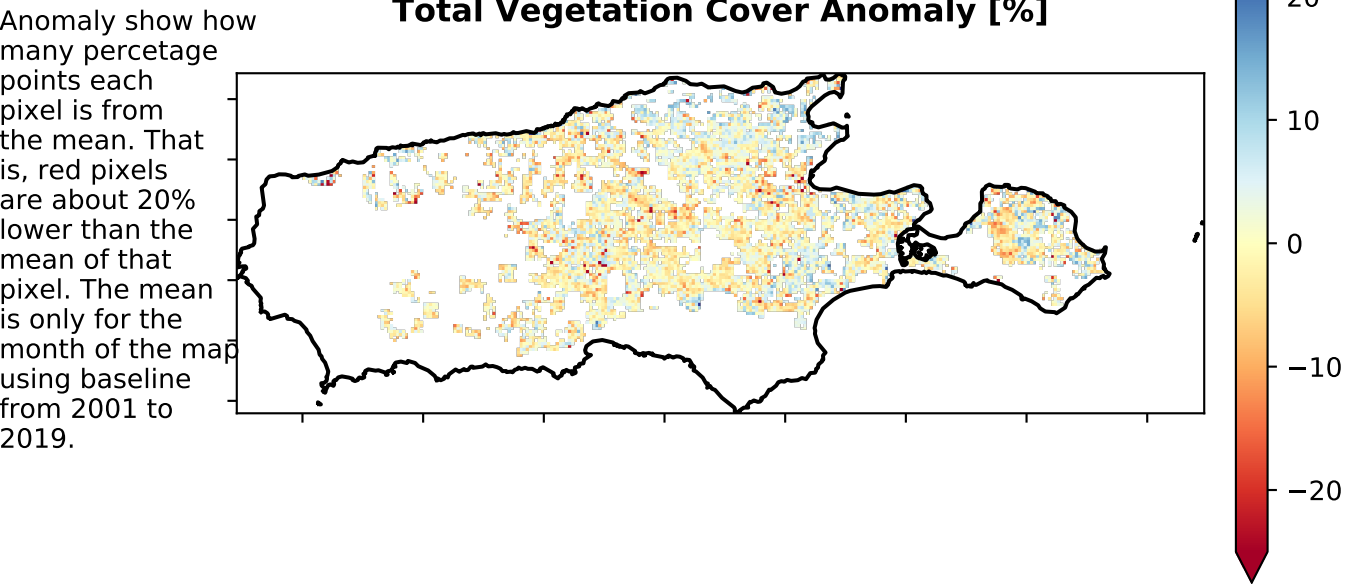 Total Vegetation Cover Anomaly [%]
Anomaly show how
many percetage
points each
pixel is from
the mean. That
is, red pixels
are about 20%
lower than the
mean of that
pixel. The mean
is only for the
month of the map
using baseline
from 2001 to
2019.
20
10
0
−10
−20